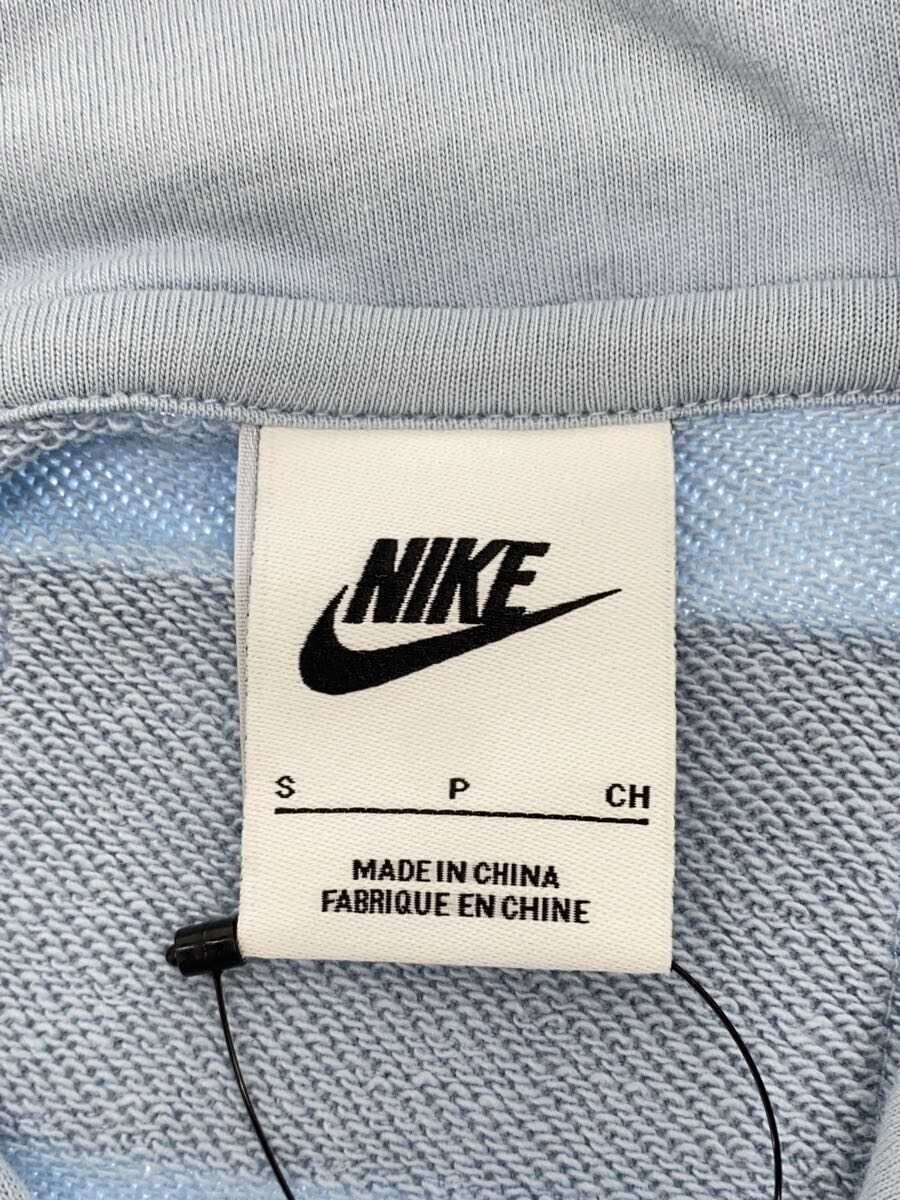 NIKE
S P CH
MADE IN CHINA
FABRIQUE EN CHINE